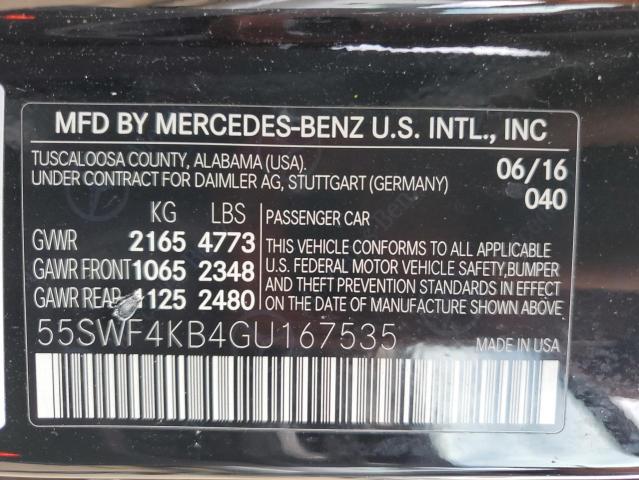 MFD BY MERCEDES-BENZ U.S. INTL., INC
TUSCALOOSA COUNTY, ALABAMA (USA). 06/16
UNDER CONTRACT FOR DAIMLER AG, STUTTGART (GERMANY) 040
KG LBS PASSENGER CAR
GVWR 2165 4773
GAWR FRONT 1065 2348
GAWR REAR 1125 2480
THIS VEHICLE CONFORMS TO ALL APPLICABLE
U.S. FEDERAL MOTOR VEHICLE SAFETY, BUMPER
AND THEFT PREVENTION STANDARDS IN EFFECT
ON THE DATE OF MANUFACTURE SHOWN ABOVE.
55SWF4KB4GU167535
MADE IN USA